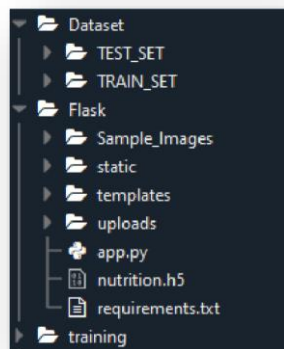 Dataset
TEST_SET
TRAIN_SET
Flask
Sample_Images
static
templates
uploads
app.py
nutrition.h5
requirements.txt
training